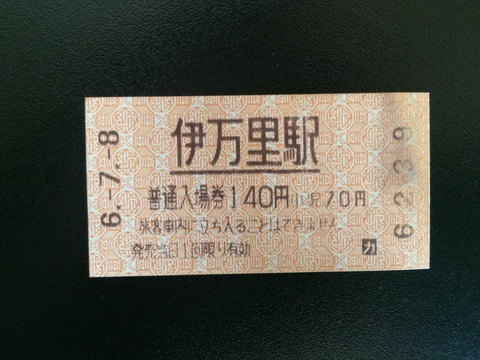 6.-7.-8
伊万里駅
普通入場券 140円 小児 70円
旅客車内に立ち入ることはできません
発売当日1回限り有効
カ
6239